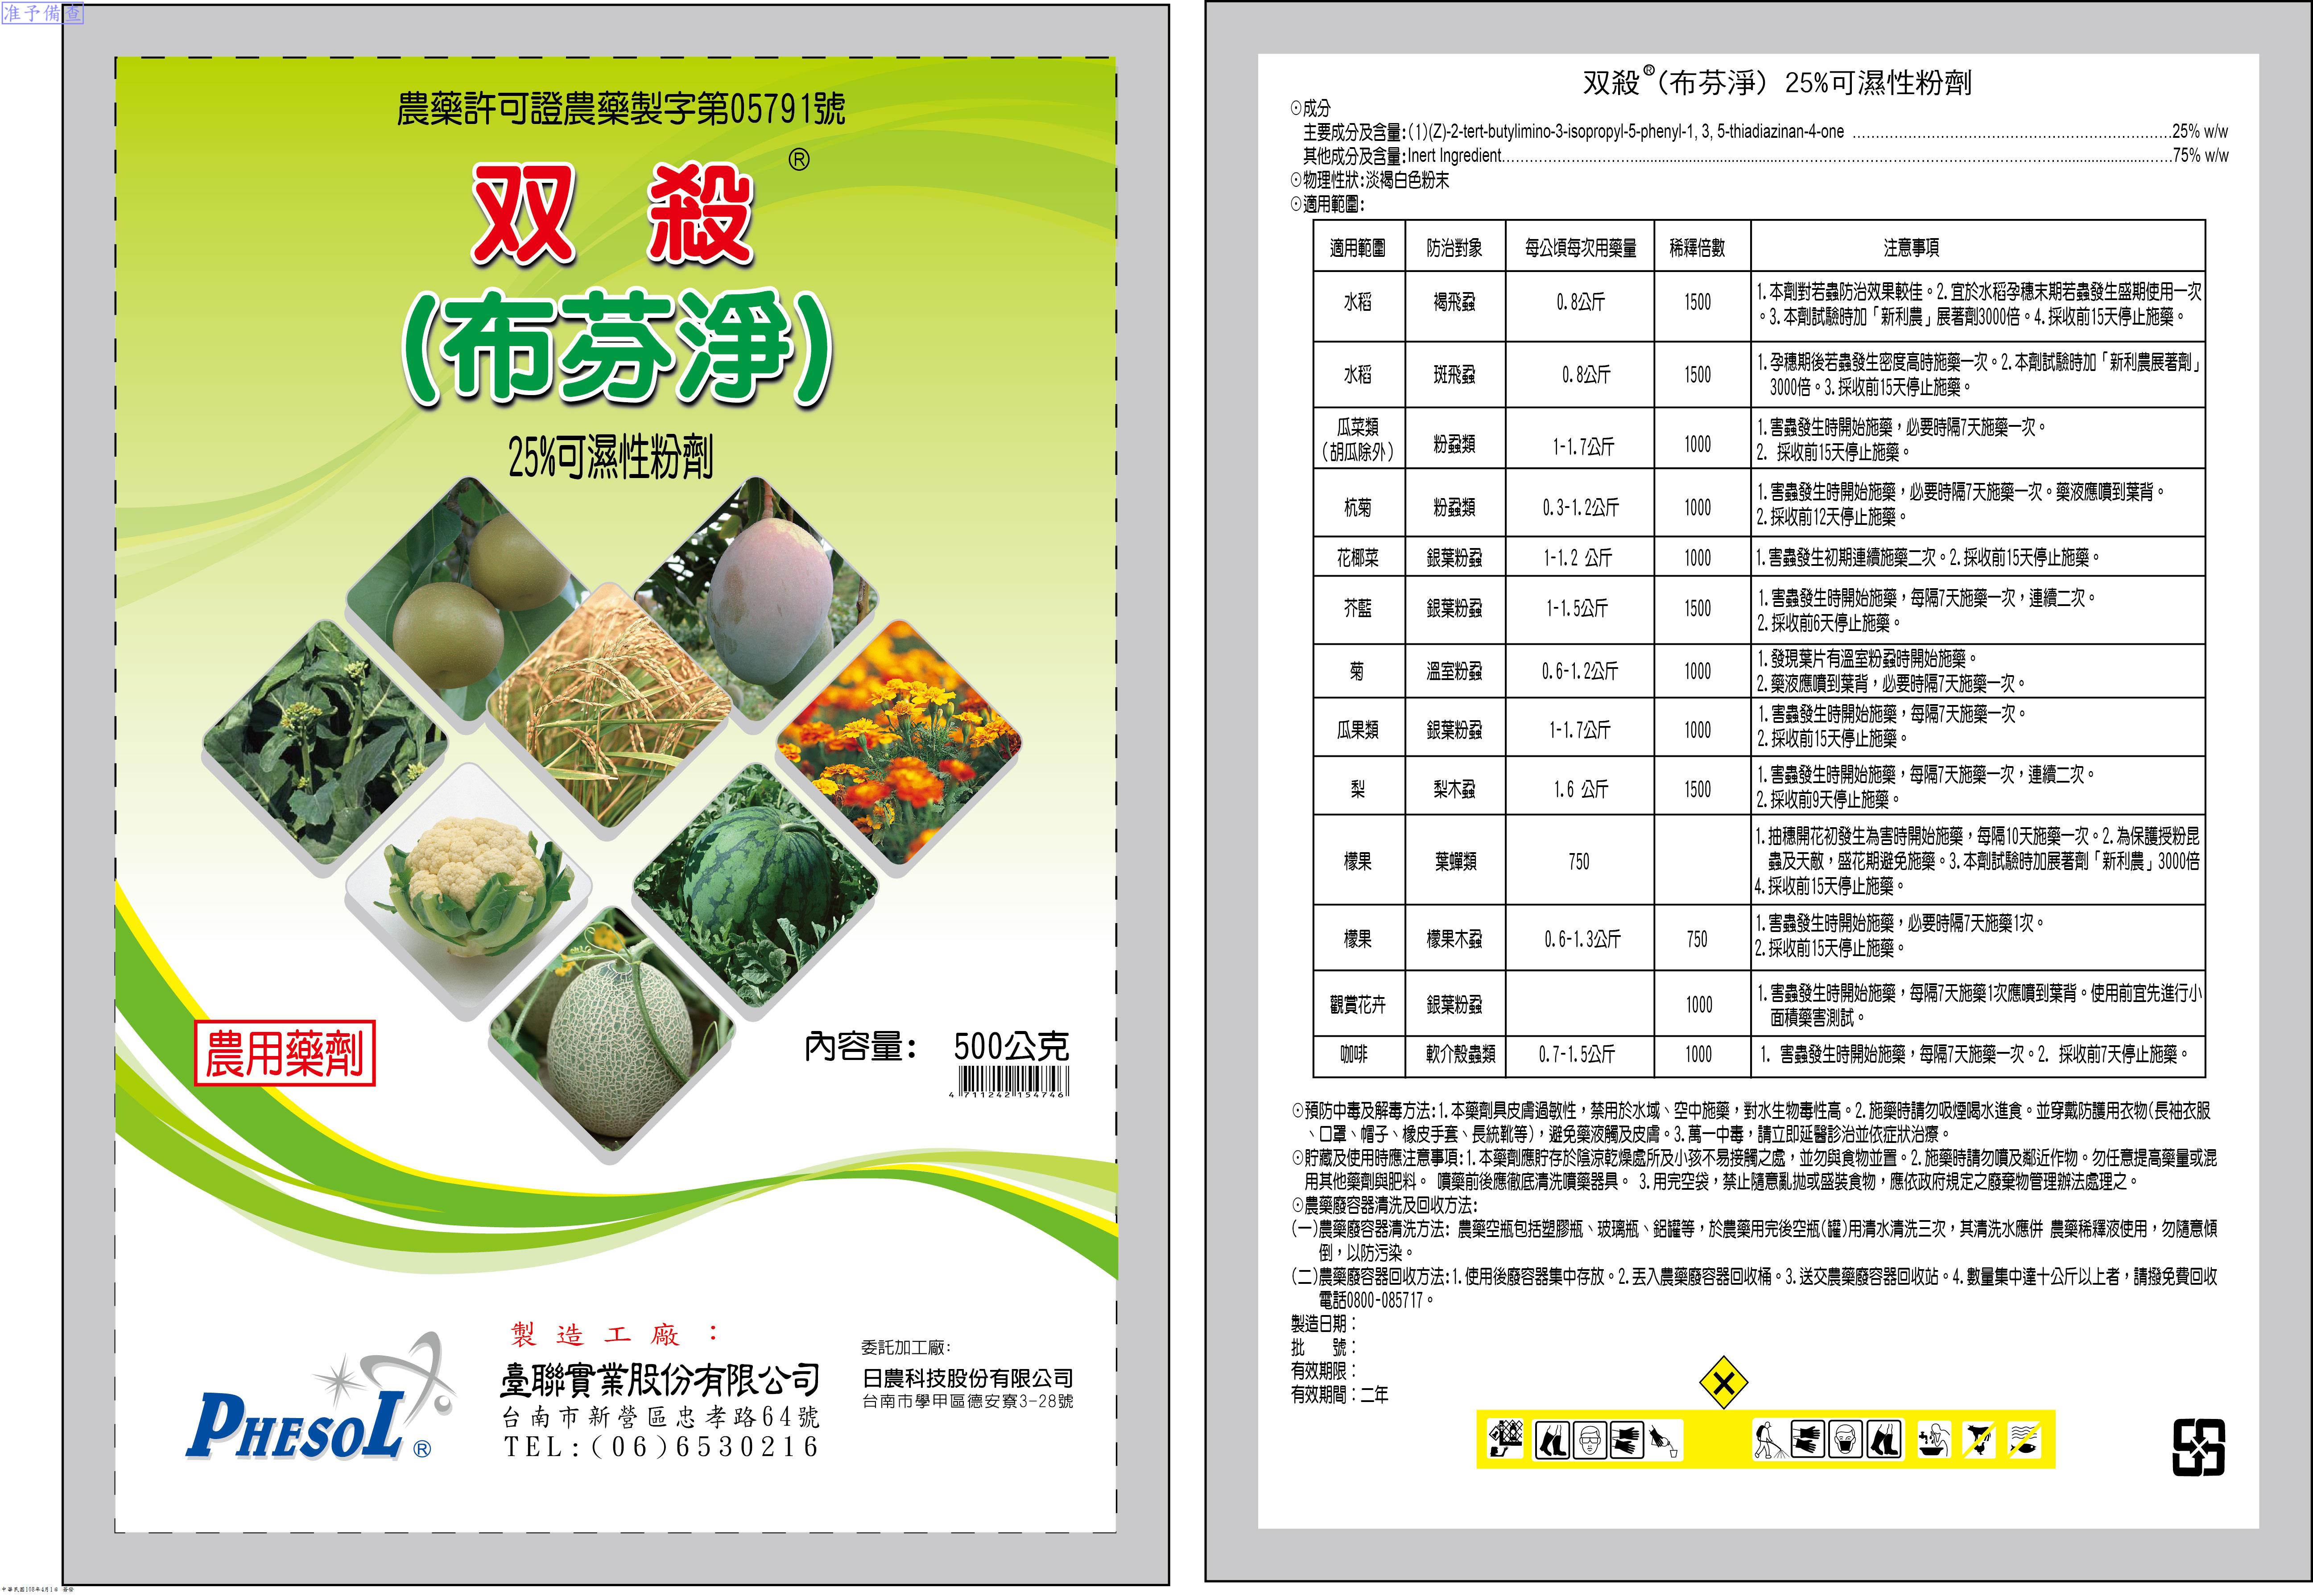 准予備查
農藥許可證農藥製字第05791號
双殺®
(布芬淨)
25%可濕性粉劑
農用藥劑
內容量： 500公克
4 711242 154746
PHESOL®
製造工廠：
臺聯實業股份有限公司
台南市新營區忠孝路64號
TEL:(06)6530216
委託加工廠:
日農科技股份有限公司
台南市學甲區德安寮3-28號
中華民國108年4月1日 簽發
双殺®(布芬淨) 25%可濕性粉劑
⊙成分
主要成分及含量:(1)(Z)-2-tert-butylimino-3-isopropyl-5-phenyl-1, 3, 5-thiadiazinan-4-one ........25% w/w
其他成分及含量:Inert Ingredient........75% w/w
⊙物理性狀:淡褐白色粉末
⊙適用範圍:
適用範圍 防治對象 每公頃每次用藥量 稀釋倍數 注意事項
水稻 褐飛蝨 0.8公斤 1500 1.本劑對若蟲防治效果較佳。2.宜於水稻孕穗末期若蟲發生盛期使用一次
。3.本劑試驗時加「新利農」展著劑3000倍。4.採收前15天停止施藥。
水稻 斑飛蝨 0.8公斤 1500 1.孕穗期後若蟲發生密度高時施藥一次。2.本劑試驗時加「新利農展著劑」
3000倍。3.採收前15天停止施藥。
瓜菜類
(胡瓜除外) 粉蝨類 1-1.7公斤 1000 1.害蟲發生時開始施藥，必要時隔7天施藥一次。
2. 採收前15天停止施藥。
杭菊 粉蝨類 0.3-1.2公斤 1000 1.害蟲發生時開始施藥，必要時隔7天施藥一次。藥液應噴到葉背。
2.採收前12天停止施藥。
花椰菜 銀葉粉蝨 1-1.2 公斤 1000 1.害蟲發生初期連續施藥二次。2.採收前15天停止施藥。
芥藍 銀葉粉蝨 1-1.5公斤 1500 1.害蟲發生時開始施藥，每隔7天施藥一次，連續二次。
2.採收前6天停止施藥。
菊 溫室粉蝨 0.6-1.2公斤 1000 1.發現葉片有溫室粉蝨時開始施藥。
2.藥液應噴到葉背，必要時隔7天施藥一次。
瓜果類 銀葉粉蝨 1-1.7公斤 1000 1.害蟲發生時開始施藥，每隔7天施藥一次。
2.採收前15天停止施藥。
梨 梨木蝨 1.6 公斤 1500 1.害蟲發生時開始施藥，每隔7天施藥一次，連續二次。
2.採收前9天停止施藥。
檬果 葉蟬類 750 1.抽穗開花初發生為害時開始施藥，每隔10天施藥一次。2.為保護授粉昆
蟲及天敵，盛花期避免施藥。3.本劑試驗時加展著劑「新利農」3000倍
4.採收前15天停止施藥。
檬果 檬果木蝨 0.6-1.3公斤 750 1.害蟲發生時開始施藥，必要時隔7天施藥1次。
2.採收前15天停止施藥。
觀賞花卉 銀葉粉蝨 1000 1.害蟲發生時開始施藥，每隔7天施藥1次應噴到葉背。使用前宜先進行小
面積藥害測試。
咖啡 軟介殼蟲類 0.7-1.5公斤 1000 1. 害蟲發生時開始施藥，每隔7天施藥一次。2. 採收前7天停止施藥。
⊙預防中毒及解毒方法:1.本藥劑具皮膚過敏性，禁用於水域、空中施藥，對水生物毒性高。2.施藥時請勿吸煙喝水進食。並穿戴防護用衣物(長袖衣服
、口罩、帽子、橡皮手套、長統靴等)，避免藥液觸及皮膚。3.萬一中毒，請立即延醫診治並依症狀治療。
⊙貯藏及使用時應注意事項:1.本藥劑應貯存於陰涼乾燥處所及小孩不易接觸之處，並勿與食物並置。2.施藥時請勿噴及鄰近作物。勿任意提高藥量或混
用其他藥劑與肥料。 噴藥前後應徹底清洗噴藥器具。 3.用完空袋，禁止隨意亂拋或盛裝食物，應依政府規定之廢棄物管理辦法處理之。
⊙農藥廢容器清洗及回收方法:
(一)農藥廢容器清洗方法: 農藥空瓶包括塑膠瓶、玻璃瓶、鋁罐等，於農藥用完後空瓶(罐)用清水清洗三次，其清洗水應併 農藥稀釋液使用，勿隨意傾
倒，以防污染。
(二)農藥廢容器回收方法:1.使用後廢容器集中存放。2.丟入農藥廢容器回收桶。3.送交農藥廢容器回收站。4.數量集中達十公斤以上者，請撥免費回收
電話0800-085717。
製造日期：
批　　號：
有效期限：
有效期間：二年